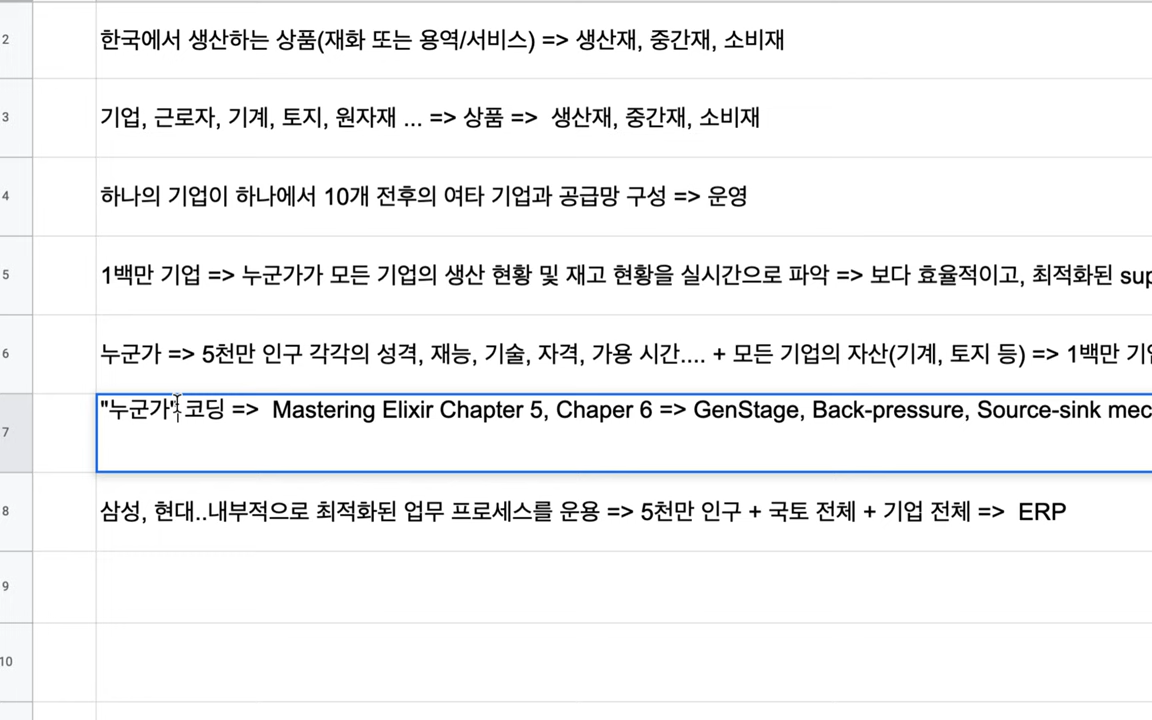 2 한국에서 생산하는 상품(재화 또는 용역/서비스) => 생산재, 중간재, 소비재
3 기업, 근로자, 기계, 토지, 원자재 ... => 상품 => 생산재, 중간재, 소비재
4 하나의 기업이 하나에서 10개 전후의 여타 기업과 공급망 구성 => 운영
5 1백만 기업 => 누군가가 모든 기업의 생산 현황 및 재고 현황을 실시간으로 파악 => 보다 효율적이고, 최적화된 sup
6 누군가 => 5천만 인구 각각의 성격, 재능, 기술, 자격, 가용 시간.... + 모든 기업의 자산(기계, 토지 등) => 1백만 기업
7 "누군가" 코딩 => Mastering Elixir Chapter 5, Chaper 6 => GenStage, Back-pressure, Source-sink mec
8 삼성, 현대..내부적으로 최적화된 업무 프로세스를 운용 => 5천만 인구 + 국토 전체 + 기업 전체 => ERP
9
10